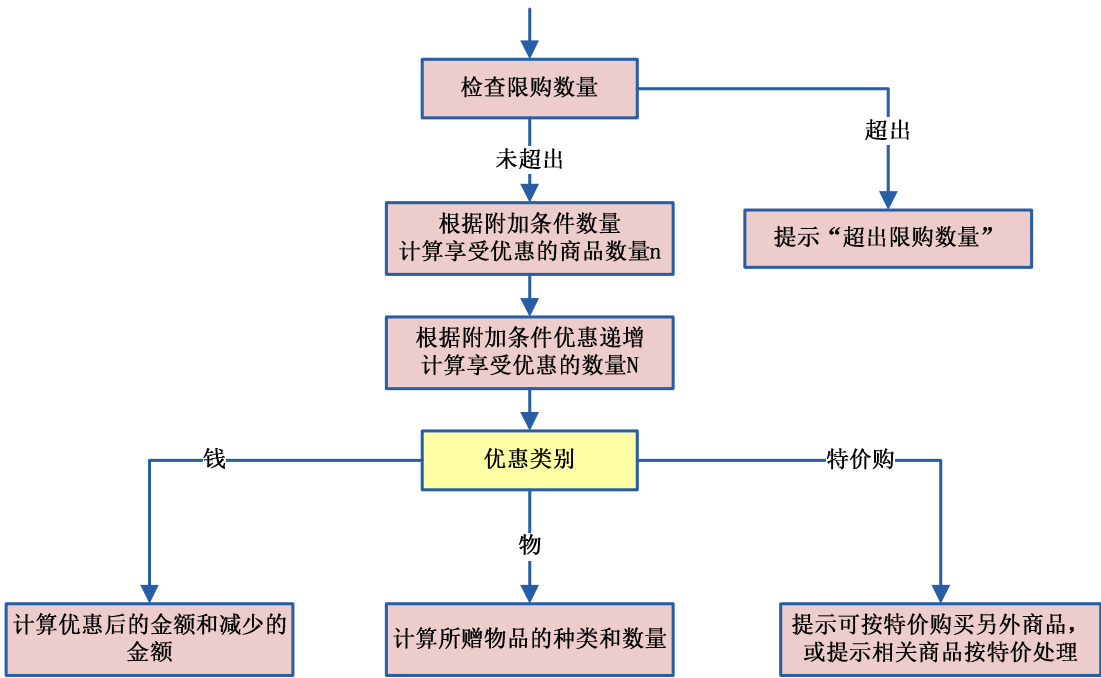 检查限购数量
超出
未超出
根据附加条件数量
计算享受优惠的商品数量n
提示“超出限购数量”
根据附加条件优惠递增
计算享受优惠的数量N
优惠类别
钱
特价购
物
计算优惠后的金额和减少的
金额
计算所赠物品的种类和数量
提示可按特价购买另外商品，
或提示相关商品按特价处理